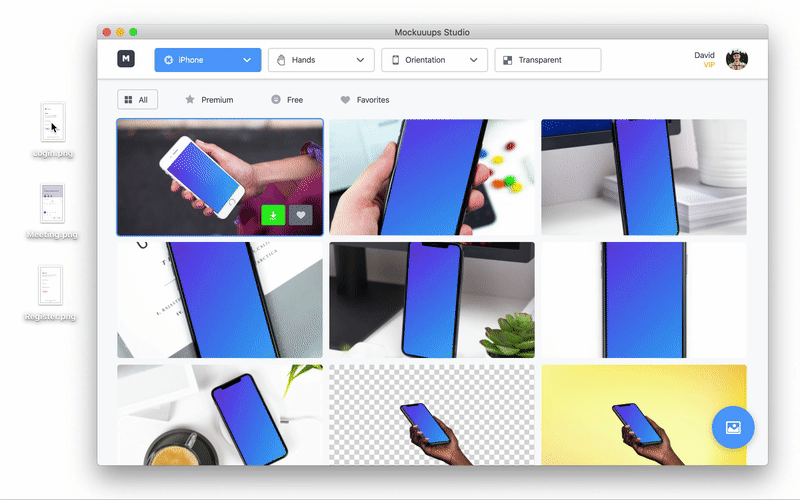 Mockuuups Studio
M
iPhone
Hands
Orientation
Transparent
David
VIP
All
Premium
Free
Favorites
Login.png
Meeting.png
Register.png